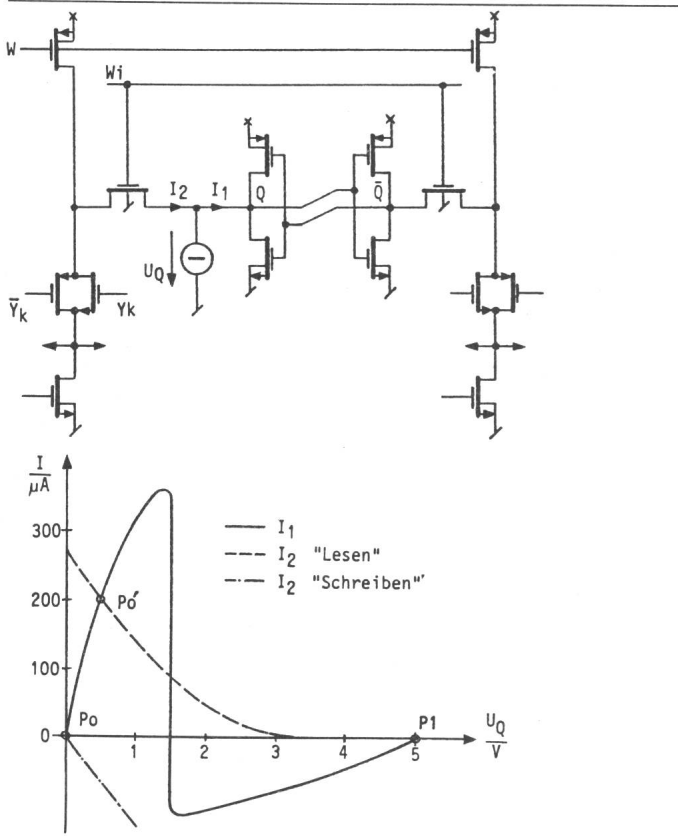 W
Wi
I2 I1 Q Q̄
UQ
Ȳk Yk
I
μA
300
200
100
0
I1
I2 "Lesen"
I2 "Schreiben"
Po'
Po
P1
1 2 3 4 5
UQ
V